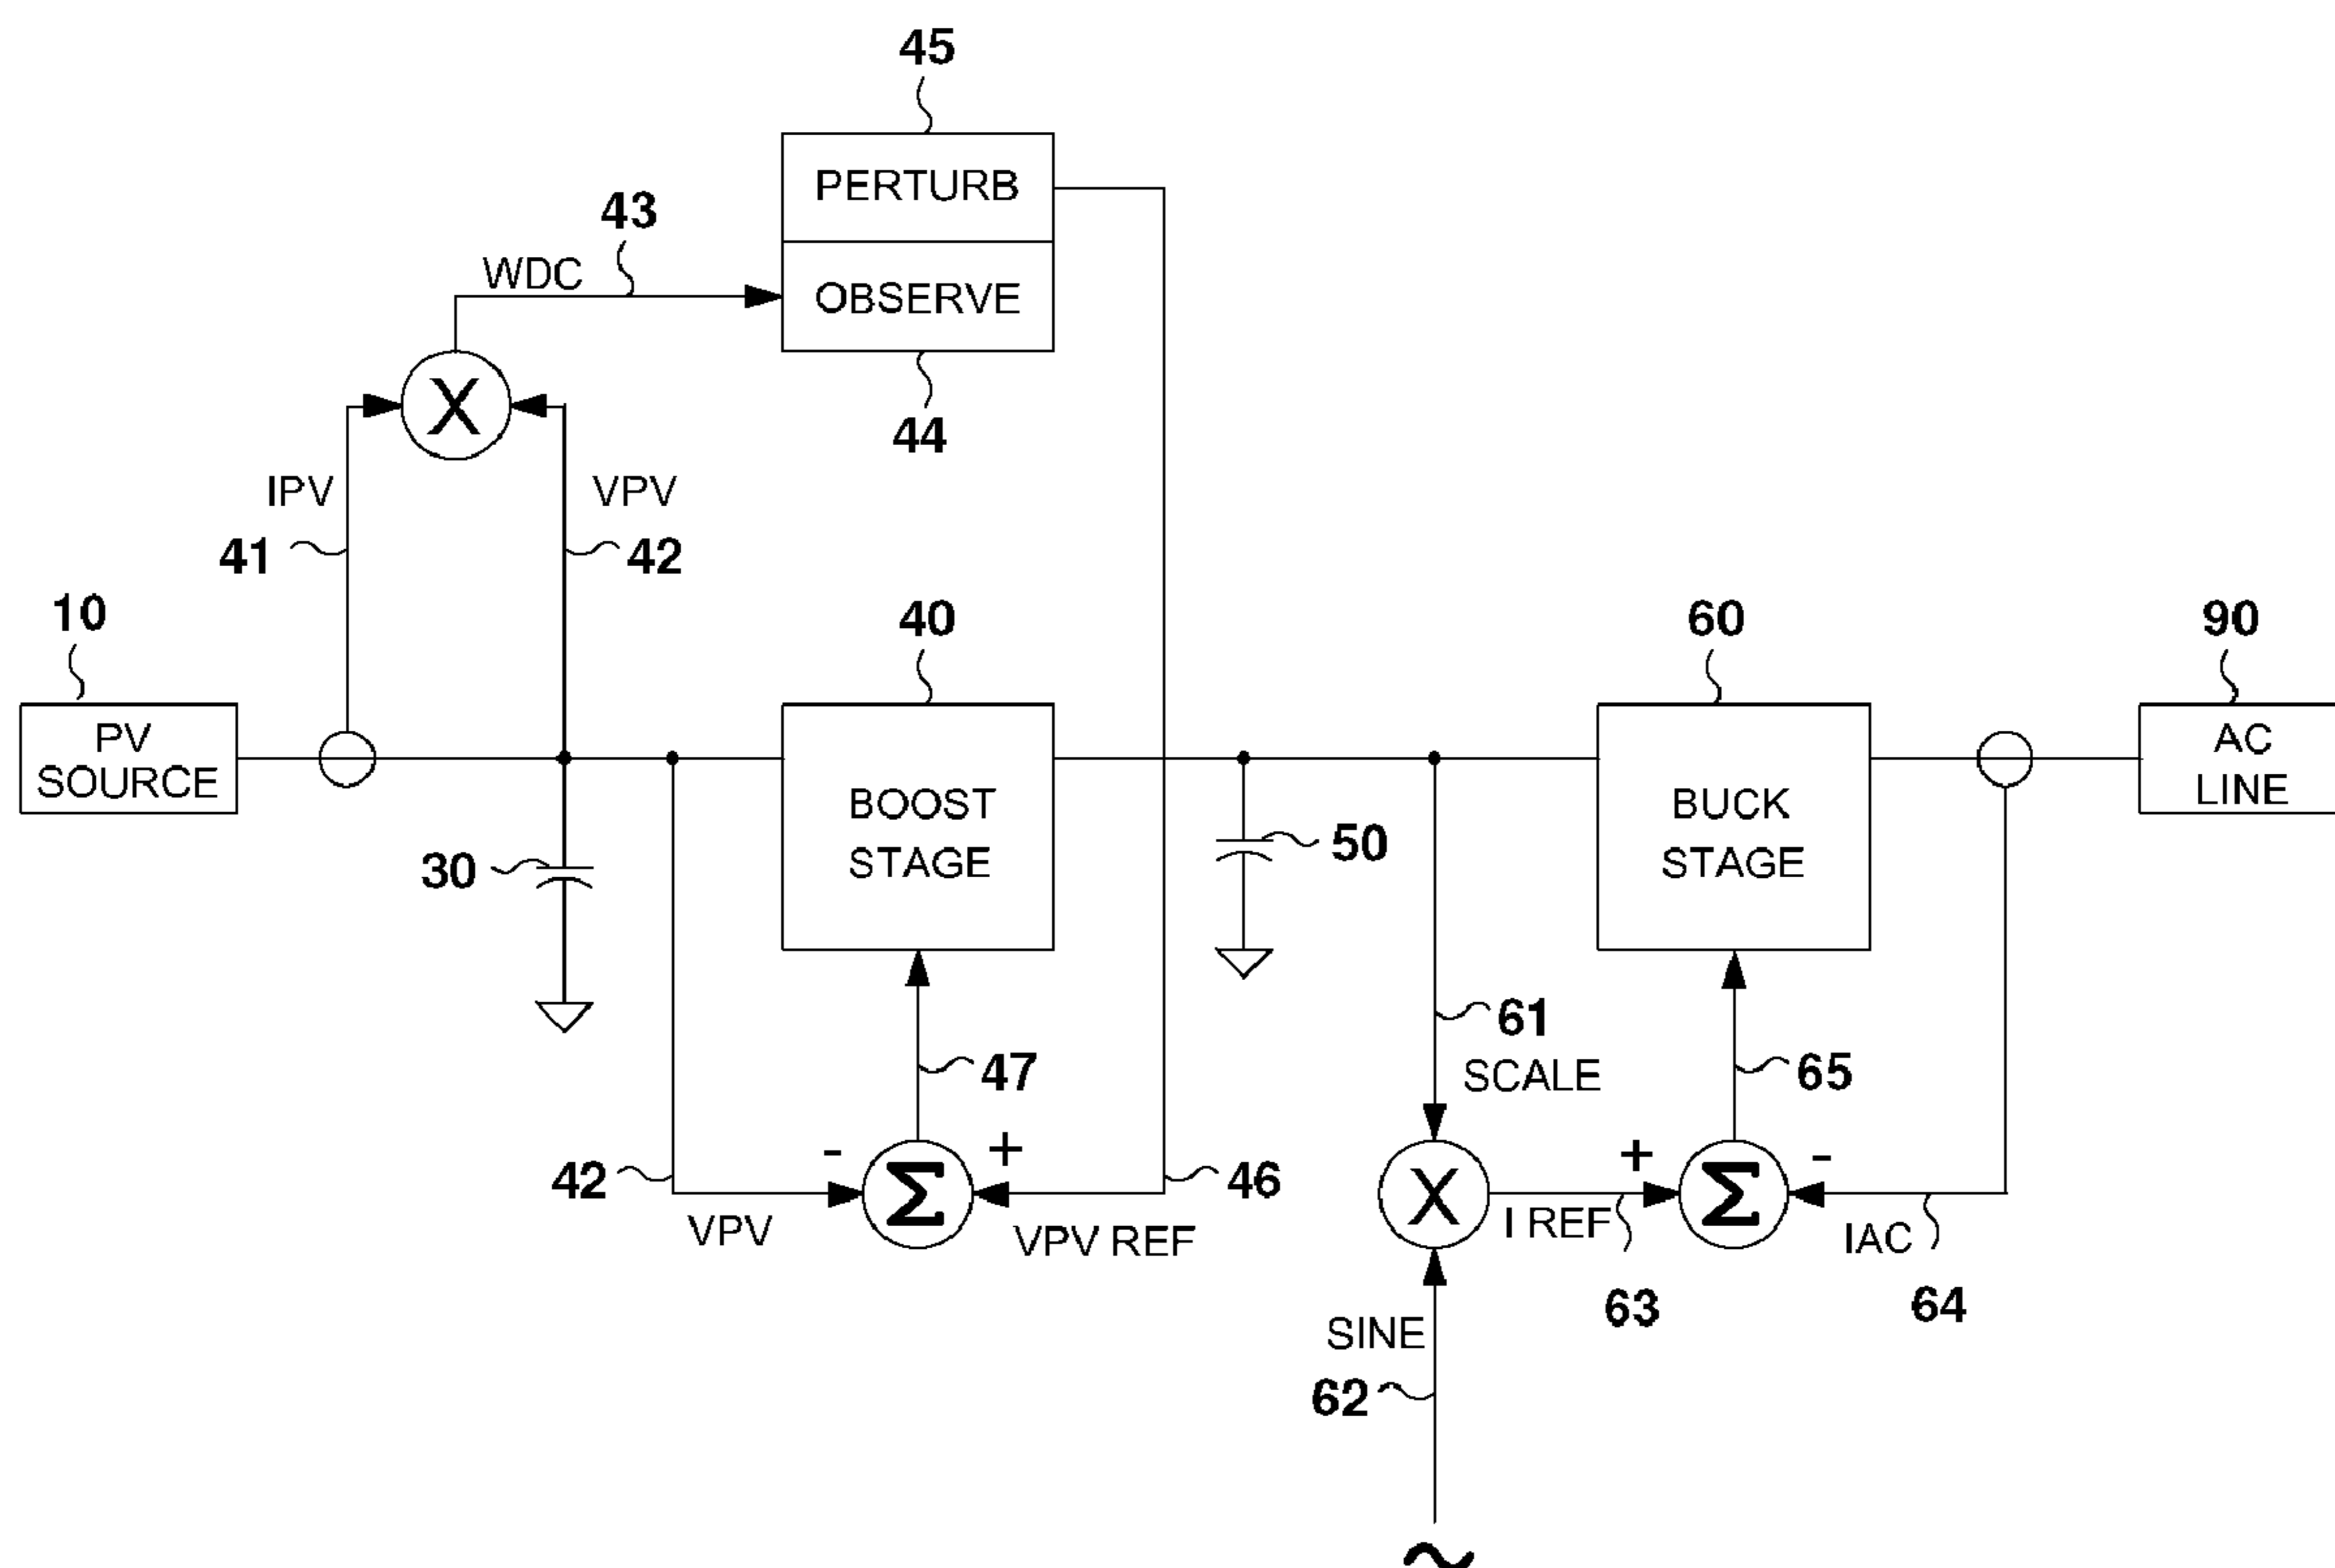 45
PERTURB
43
WDC
OBSERVE
X
44
IPV
VPV
41
42
10
40
60
90
PV
SOURCE
BOOST
STAGE
BUCK
STAGE
AC
LINE
30
50
61
SCALE
47
65
- +
42
Σ
46
VPV
VPV REF
X
+ -
Σ
I REF
IAC
63
64
SINE
62
~